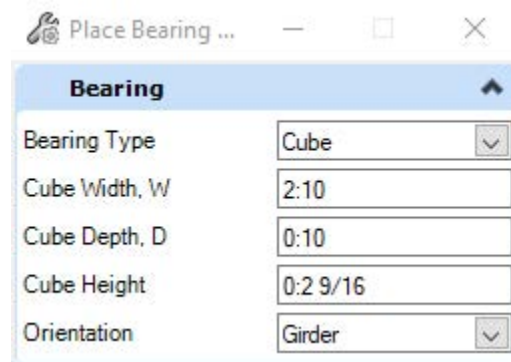 Place Bearing ...
Bearing
Bearing Type Cube
Cube Width, W 2:10
Cube Depth, D 0:10
Cube Height 0:2 9/16
Orientation Girder